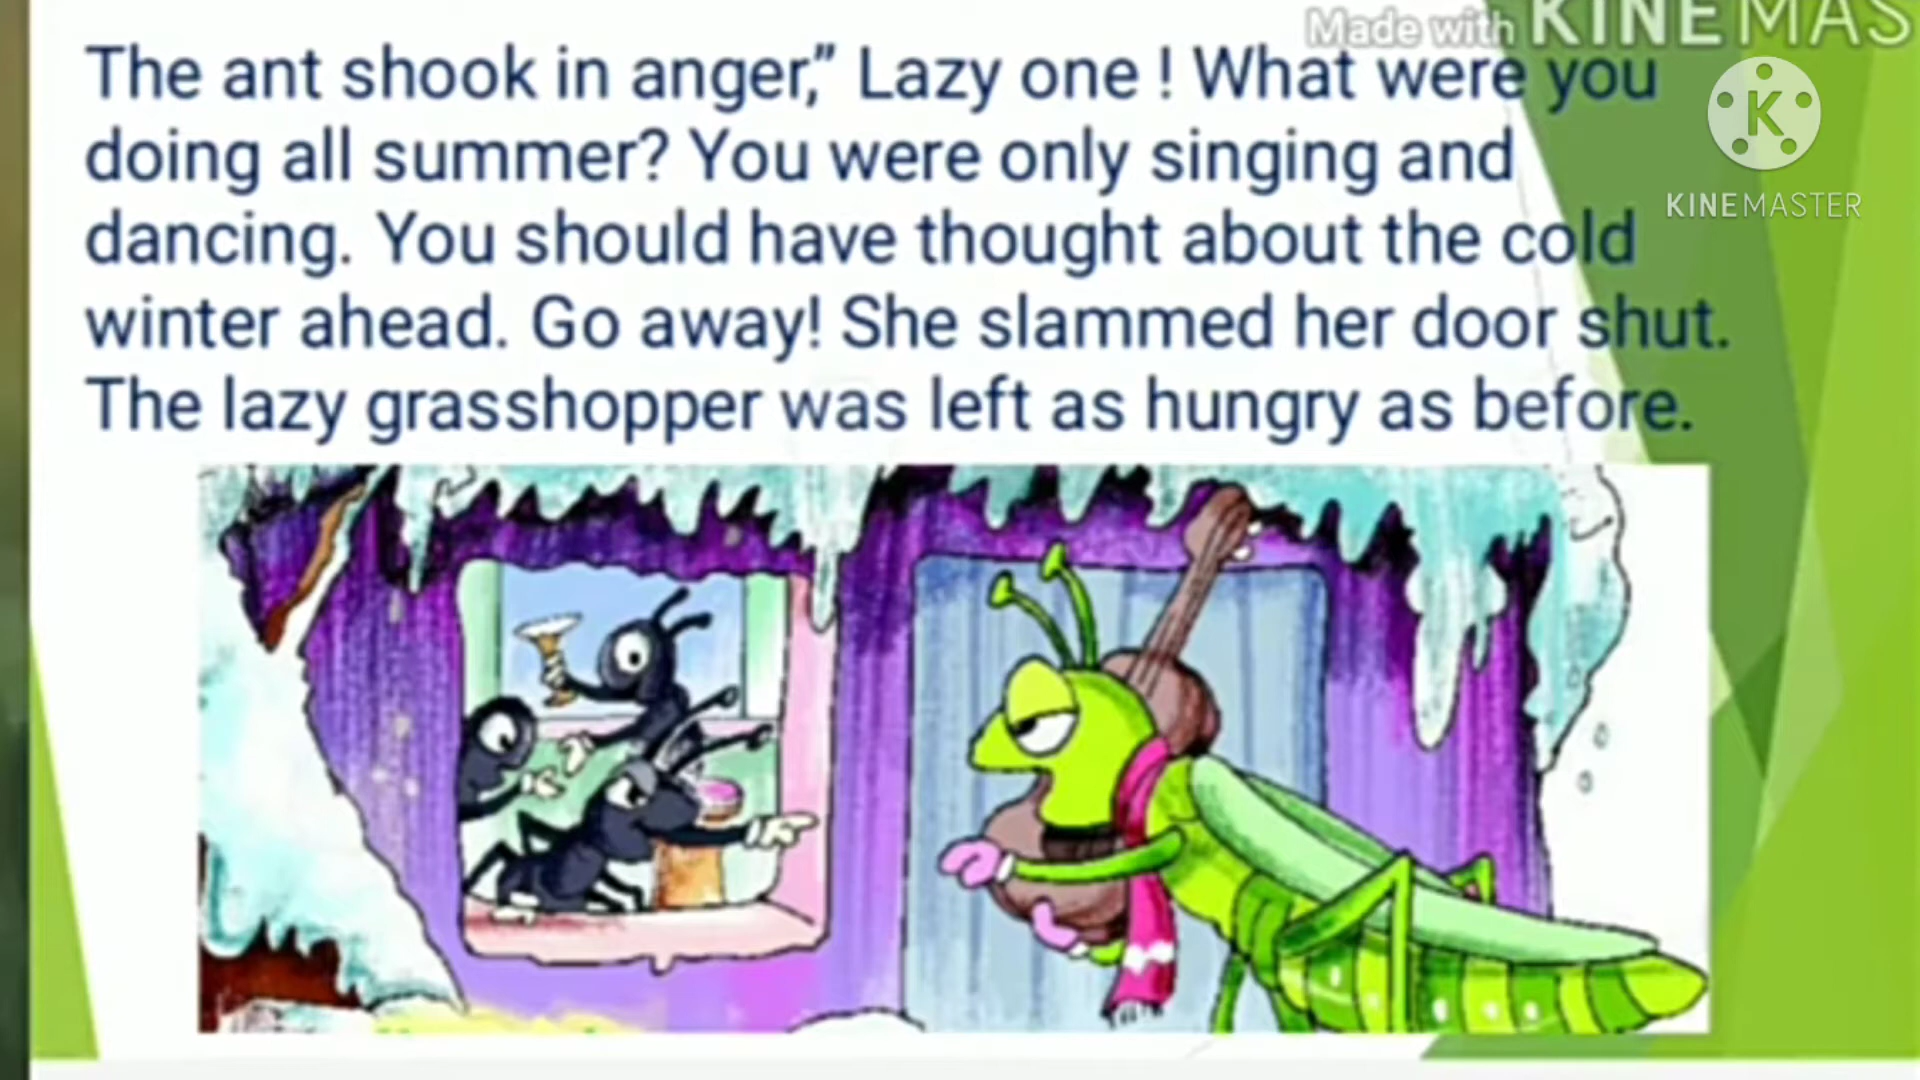 Made with KINEMAS
The ant shook in anger,” Lazy one ! What were you
doing all summer? You were only singing and
dancing. You should have thought about the cold
winter ahead. Go away! She slammed her door shut.
The lazy grasshopper was left as hungry as before.
K
KINEMASTER